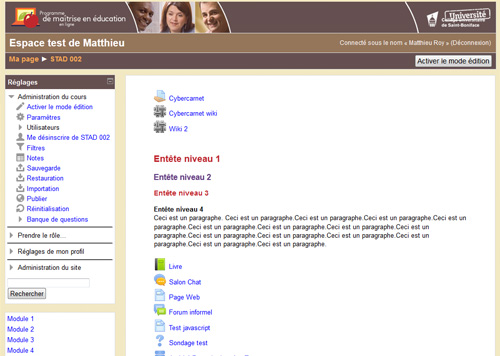 Programme
de maîtrise en éducation
en ligne
Université
de Saint-Boniface
Espace test de Matthieu
Connecté sous le nom « Matthieu Roy » (Déconnexion)
Ma page ► STAD 002
Activer le mode édition
Réglages
Administration du cours
Activer le mode édition
Paramètres
Utilisateurs
Me désinscrire de STAD 002
Filtres
Notes
Sauvegarde
Restauration
Importation
Publier
Réinitialisation
Banque de questions
Prendre le rôle...
Réglages de mon profil
Administration du site
Rechercher
Module 1
Module 2
Module 3
Module 4
Cybercarnet
Cybercarnet wiki
Wiki 2
Entête niveau 1
Entête niveau 2
Entête niveau 3
Entête niveau 4
Ceci est un paragraphe. Ceci est un paragraphe.Ceci est un paragraphe.Ceci est un paragraphe.Ceci est un
paragraphe.Ceci est un paragraphe.Ceci est un paragraphe.Ceci est un paragraphe.Ceci est un
paragraphe.Ceci est un paragraphe.Ceci est un paragraphe.Ceci est un paragraphe.Ceci est un
paragraphe.Ceci est un paragraphe.Ceci est un paragraphe.
Livre
Salon Chat
Page Web
Forum informel
Test javascript
Sondage test